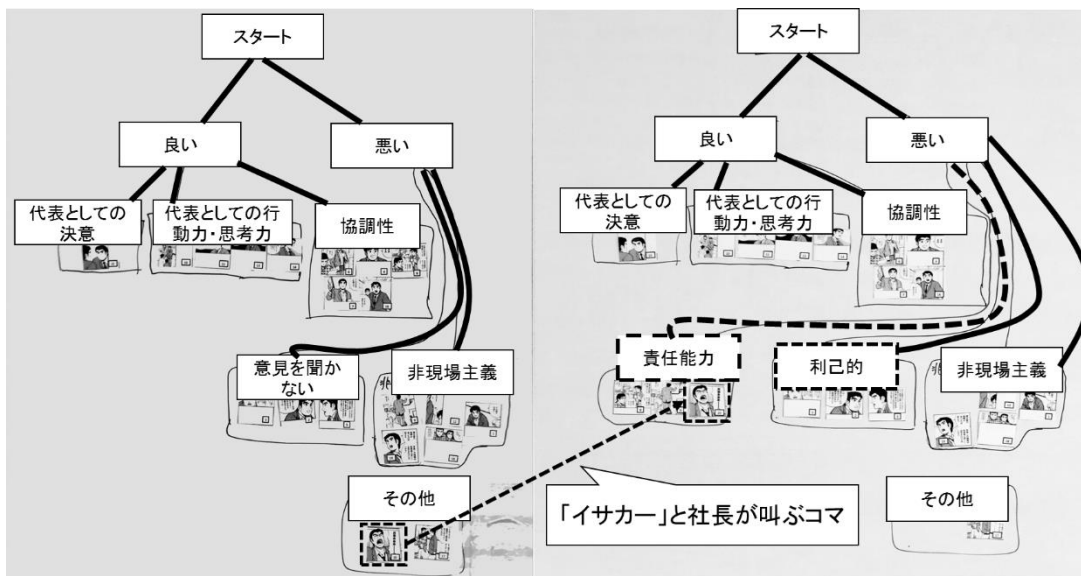 スタート
良い
悪い
代表としての
決意
代表としての行
動力・思考力
協調性
意見を聞か
ない
非現場主義
その他
スタート
良い
悪い
代表としての
決意
代表としての行
動力・思考力
協調性
責任能力
利己的
非現場主義
「イサカー」と社長が叫ぶコマ
その他